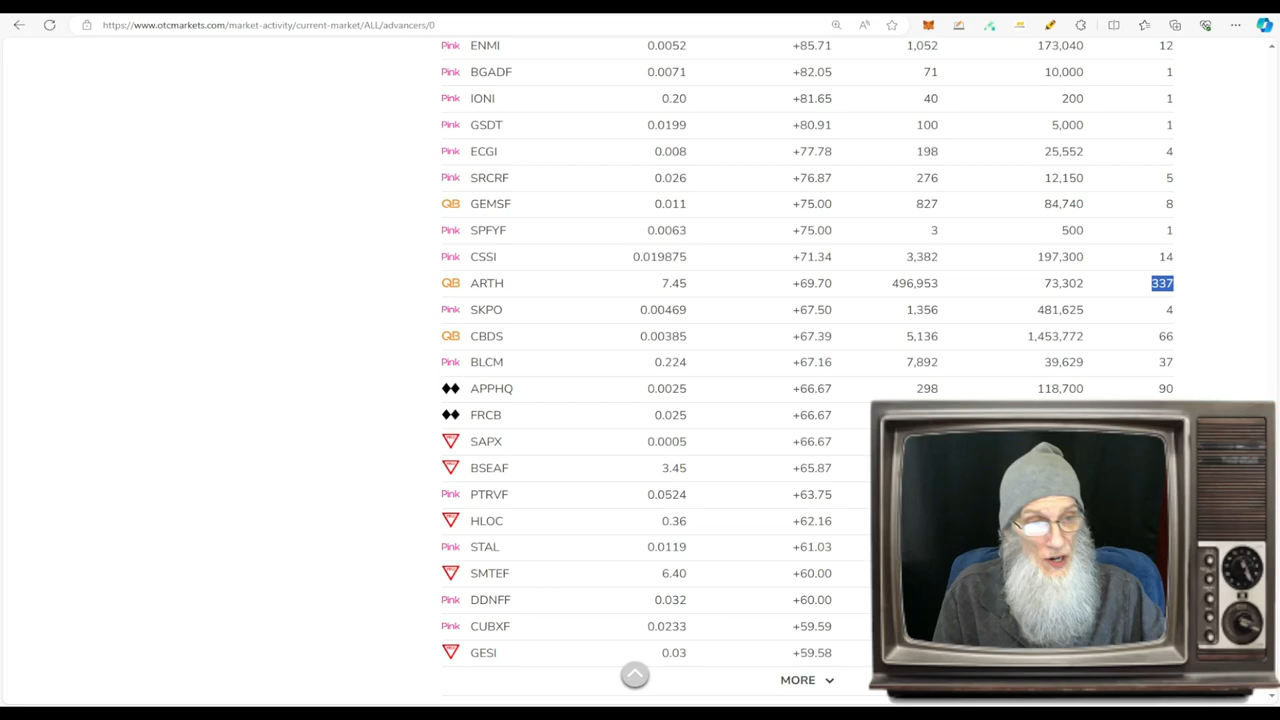 https://www.otcmarkets.com/market-activity/current-market/ALL/advancers/0
Pink ENMI 0.0052 +85.71 1,052 173,040 12
Pink BGADF 0.0071 +82.05 71 10,000 1
Pink IONI 0.20 +81.65 40 200 1
Pink GSDT 0.0199 +80.91 100 5,000 1
Pink ECGI 0.008 +77.78 198 25,552 4
Pink SRCRF 0.026 +76.87 276 12,150 5
QB GEMSF 0.011 +75.00 827 84,740 8
Pink SPFYF 0.0063 +75.00 3 500 1
Pink CSSI 0.019875 +71.34 3,382 197,300 14
QB ARTH 7.45 +69.70 496,953 73,302 337
Pink SKPO 0.00469 +67.50 1,356 481,625 4
QB CBDS 0.00385 +67.39 5,136 1,453,772 66
Pink BLCM 0.224 +67.16 7,892 39,629 37
APPHQ 0.0025 +66.67 298 118,700 90
FRCB 0.025 +66.67
SAPX 0.0005 +66.67
BSEAF 3.45 +65.87
Pink PTRVF 0.0524 +63.75
HLOC 0.36 +62.16
Pink STAL 0.0119 +61.03
SMTEF 6.40 +60.00
Pink DDNFF 0.032 +60.00
Pink CUBXF 0.0233 +59.59
GESI 0.03 +59.58
MORE